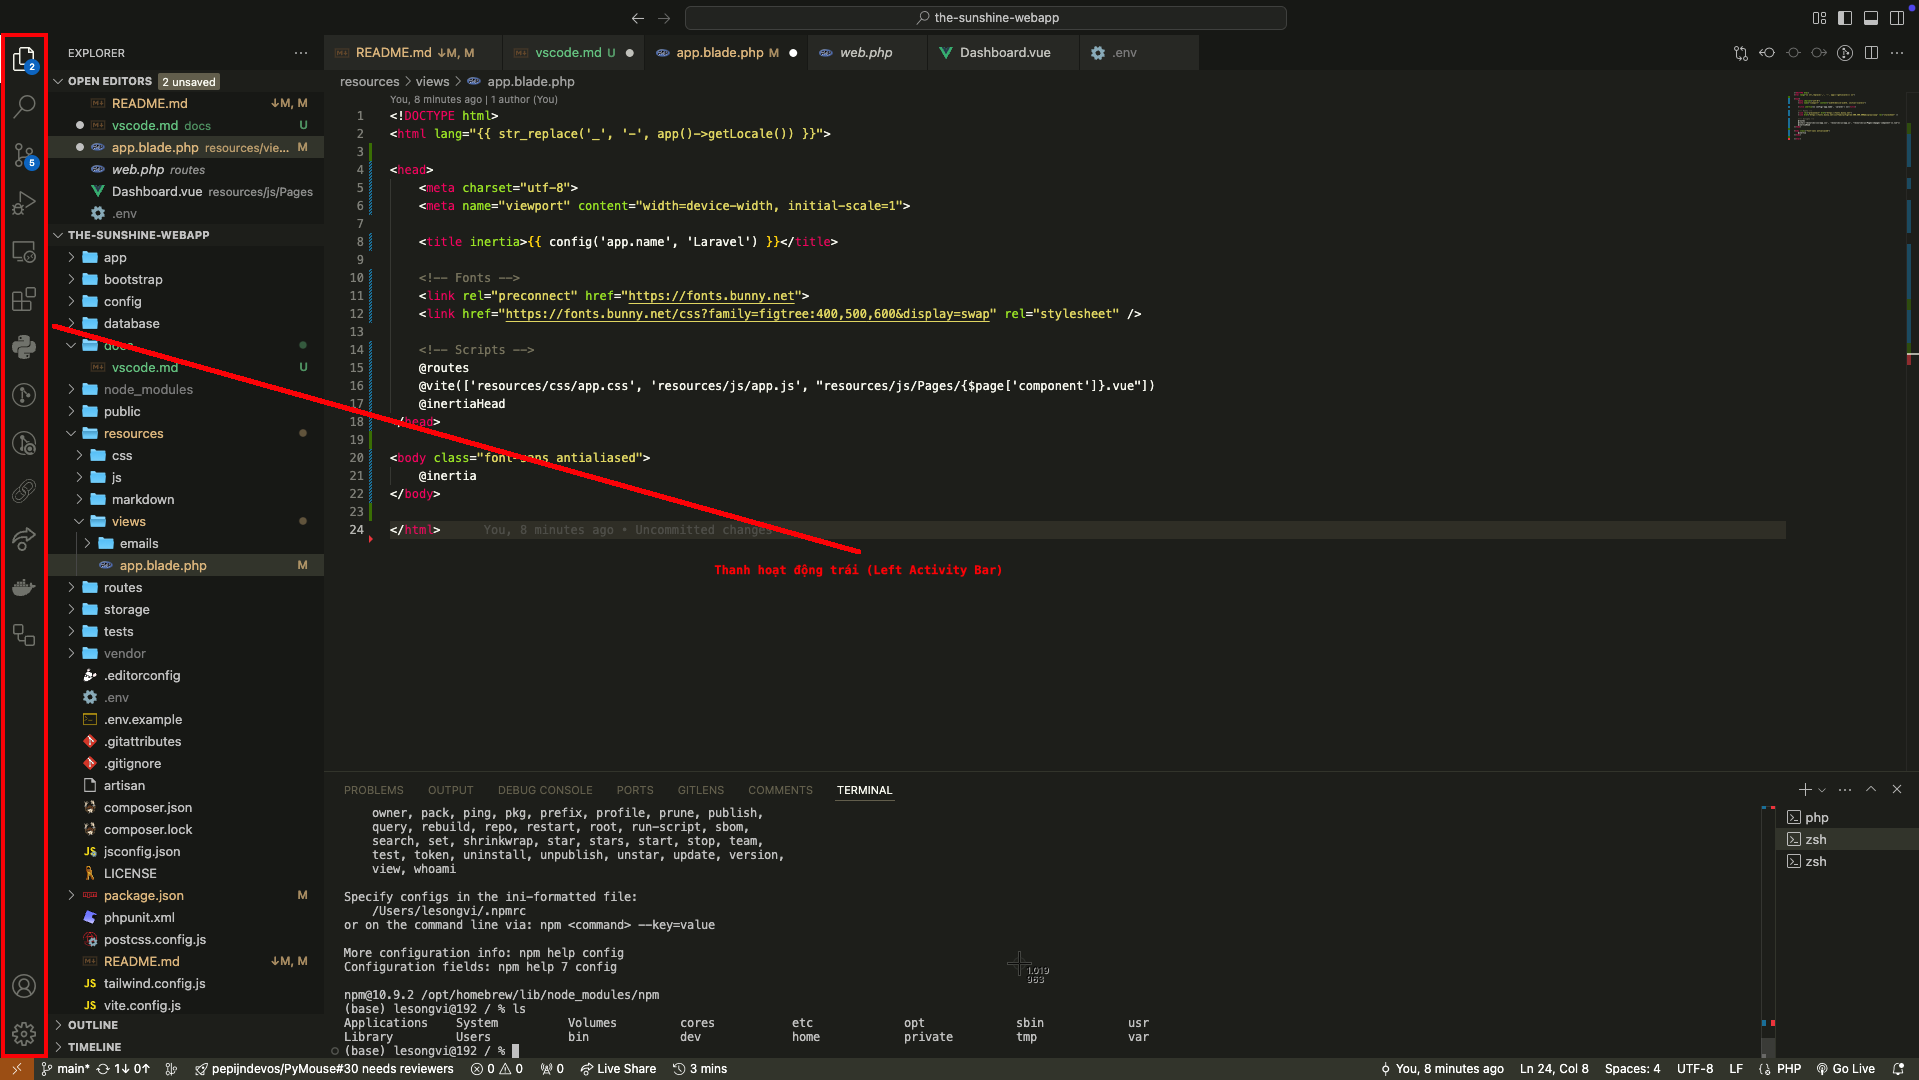 the-sunshine-webapp
EXPLORER
README.md ↓M, M
vscode.md U
app.blade.php M
web.php
Dashboard.vue
.env
OPEN EDITORS 2 unsaved
README.md ↓M, M
vscode.md docs U
app.blade.php resources/vie... M
web.php routes
Dashboard.vue resources/js/Pages
.env
THE-SUNSHINE-WEBAPP
app
bootstrap
config
database
docs
vscode.md U
node_modules
public
resources
css
js
markdown
views
emails
app.blade.php M
routes
storage
tests
vendor
.editorconfig
.env
.env.example
.gitattributes
.gitignore
artisan
composer.json
composer.lock
jsconfig.json
LICENSE
package.json M
phpunit.xml
postcss.config.js
README.md ↓M, M
tailwind.config.js
vite.config.js
OUTLINE
TIMELINE
2
5
resources > views > app.blade.php
You, 8 minutes ago | 1 author (You)
1 <!DOCTYPE html>
2 <html lang="{{ str_replace('_', '-', app()->getLocale()) }}">
3
4 <head>
5 <meta charset="utf-8">
6 <meta name="viewport" content="width=device-width, initial-scale=1">
7
8 <title inertia>{{ config('app.name', 'Laravel') }}</title>
9
10 <!-- Fonts -->
11 <link rel="preconnect" href="https://fonts.bunny.net">
12 <link href="https://fonts.bunny.net/css?family=figtree:400,500,600&display=swap" rel="stylesheet" />
13
14 <!-- Scripts -->
15 @routes
16 @vite(['resources/css/app.css', 'resources/js/app.js', "resources/js/Pages/{$page['component']}.vue"])
17 @inertiaHead
18 </head>
19
20 <body class="font-sans antialiased">
21 @inertia
22 </body>
23
24 </html> You, 8 minutes ago • Uncommitted changes
Thanh hoạt động trái (Left Activity Bar)
PROBLEMS OUTPUT DEBUG CONSOLE PORTS GITLENS COMMENTS TERMINAL
owner, pack, ping, pkg, prefix, profile, prune, publish,
query, rebuild, repo, restart, root, run-script, sbom,
search, set, shrinkwrap, star, stars, start, stop, team,
test, token, uninstall, unpublish, unstar, update, version,
view, whoami
Specify configs in the ini-formatted file:
/Users/lesongvi/.npmrc
or on the command line via: npm <command> --key=value
More configuration info: npm help config
Configuration fields: npm help 7 config
npm@10.9.2 /opt/homebrew/lib/node_modules/npm
(base) lesongvi@192 / % ls
Applications System Volumes cores etc opt sbin usr
Library Users bin dev home private tmp var
(base) lesongvi@192 / %
1.019
963
php
zsh
zsh
main* 1↓ 0↑ pepijndevos/PyMouse#30 needs reviewers 0 0 0 Live Share 3 mins You, 8 minutes ago Ln 24, Col 8 Spaces: 4 UTF-8 LF PHP Go Live